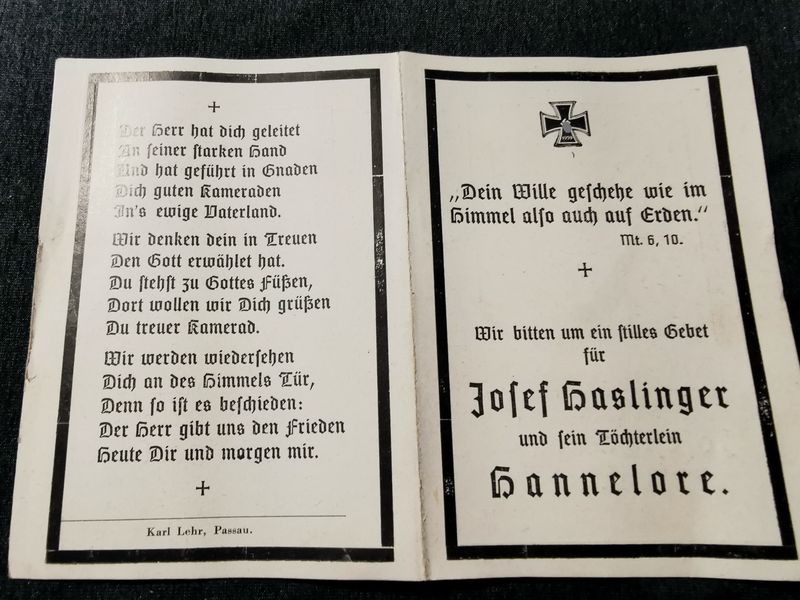 Der Herr hat dich geleitet
An seiner starken Hand
Und hat geführt in Gnaden
Dich guten Kameraden
In's ewige Vaterland.
Wir denken dein in Treuen
Den Gott erwählet hat.
Du stehst zu Gottes Füßen,
Dort wollen wir Dich grüßen
Du treuer Kamerad.
Wir werden wiedersehen
Dich an des Himmels Tür,
Denn so ist es beschieden:
Der Herr gibt uns den Frieden
Heute Dir und morgen mir.
Karl Lehr, Passau.
1939
„Dein Wille geschehe wie im
Himmel also auch auf Erden.“
Mt. 6, 10.
Wir bitten um ein stilles Gebet
für
Josef Haslinger
und sein Töchterlein
Hannelore.